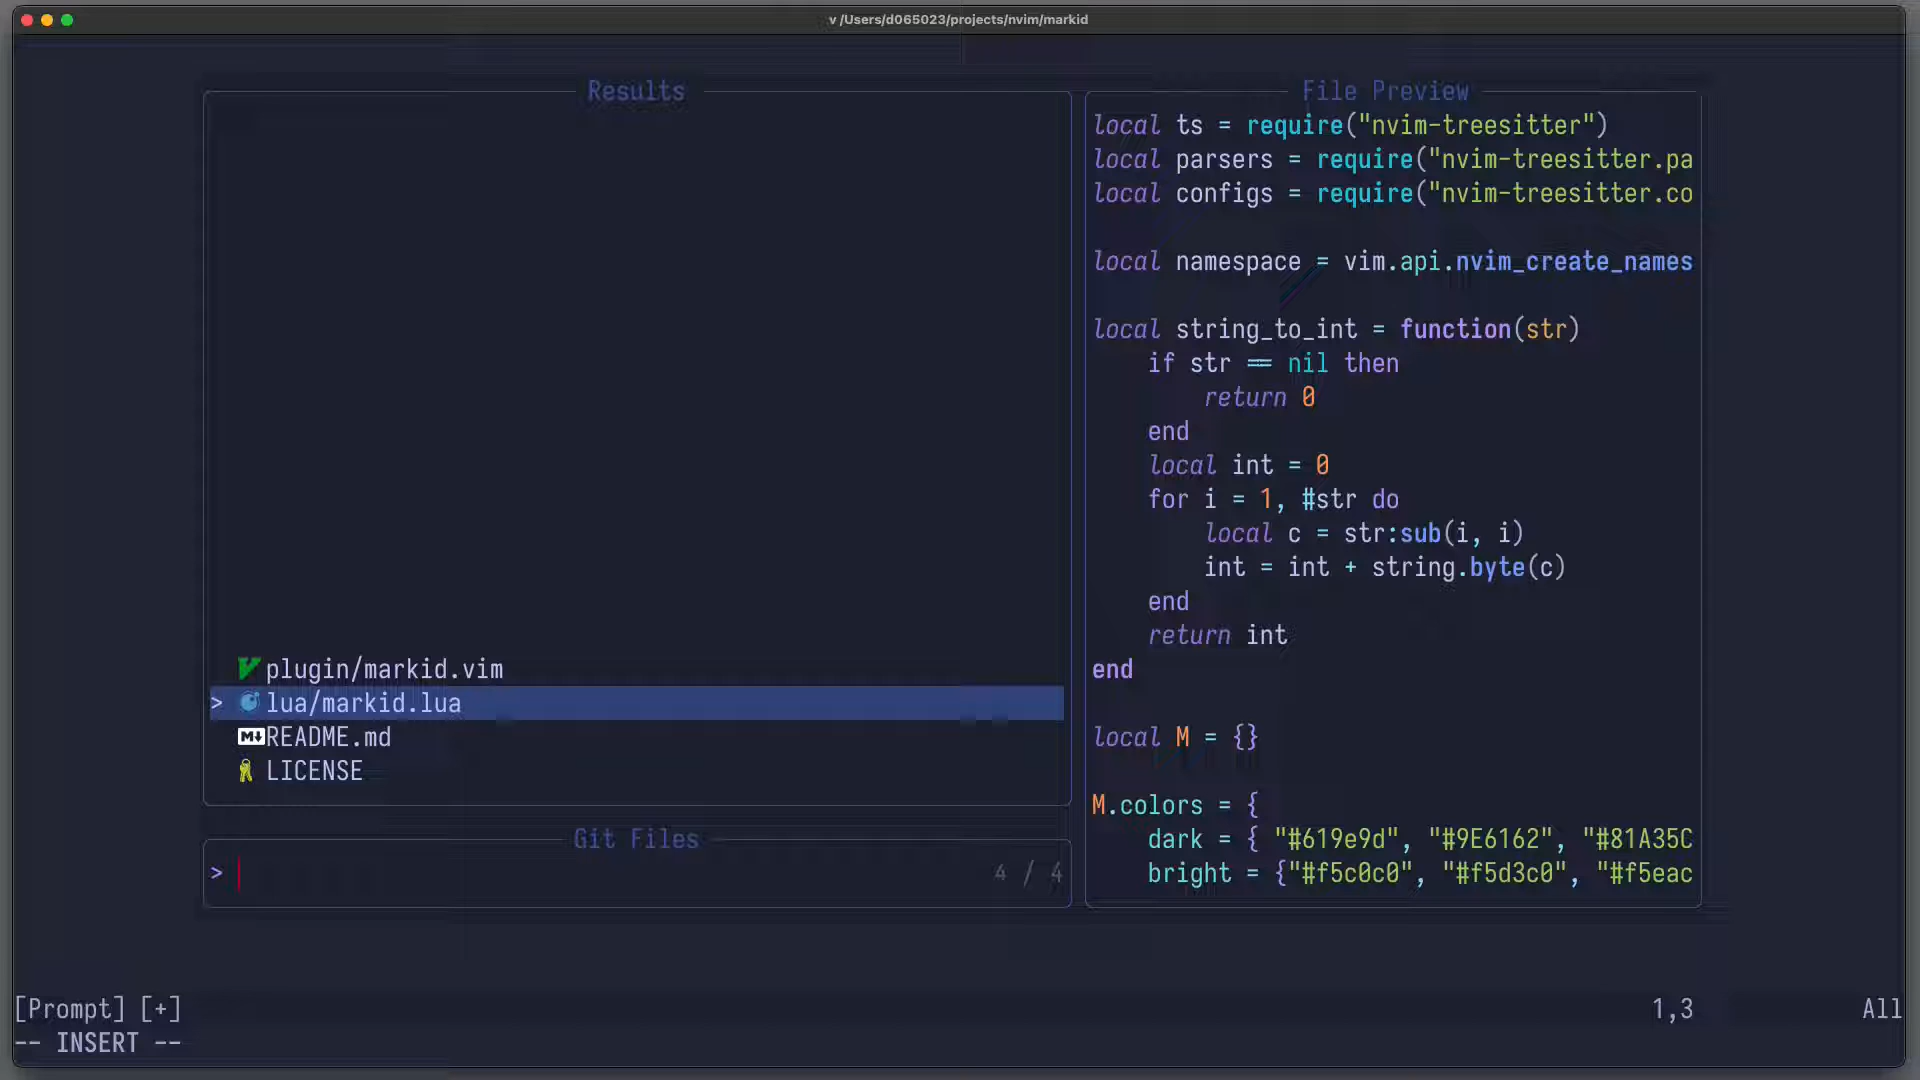 v /Users/d065023/projects/nvim/markid
Results
plugin/markid.vim
> lua/markid.lua
README.md
LICENSE
Git Files
> 4 / 4
File Preview
local ts = require("nvim-treesitter")
local parsers = require("nvim-treesitter.pa
local configs = require("nvim-treesitter.co
local namespace = vim.api.nvim_create_names
local string_to_int = function(str)
    if str == nil then
        return 0
    end
    local int = 0
    for i = 1, #str do
        local c = str:sub(i, i)
        int = int + string.byte(c)
    end
    return int
end
local M = {}
M.colors = {
    dark = { "#619e9d", "#9E6162", "#81A35C
    bright = {"#f5c0c0", "#f5d3c0", "#f5eac
[Prompt] [+] 1,3 All
-- INSERT --